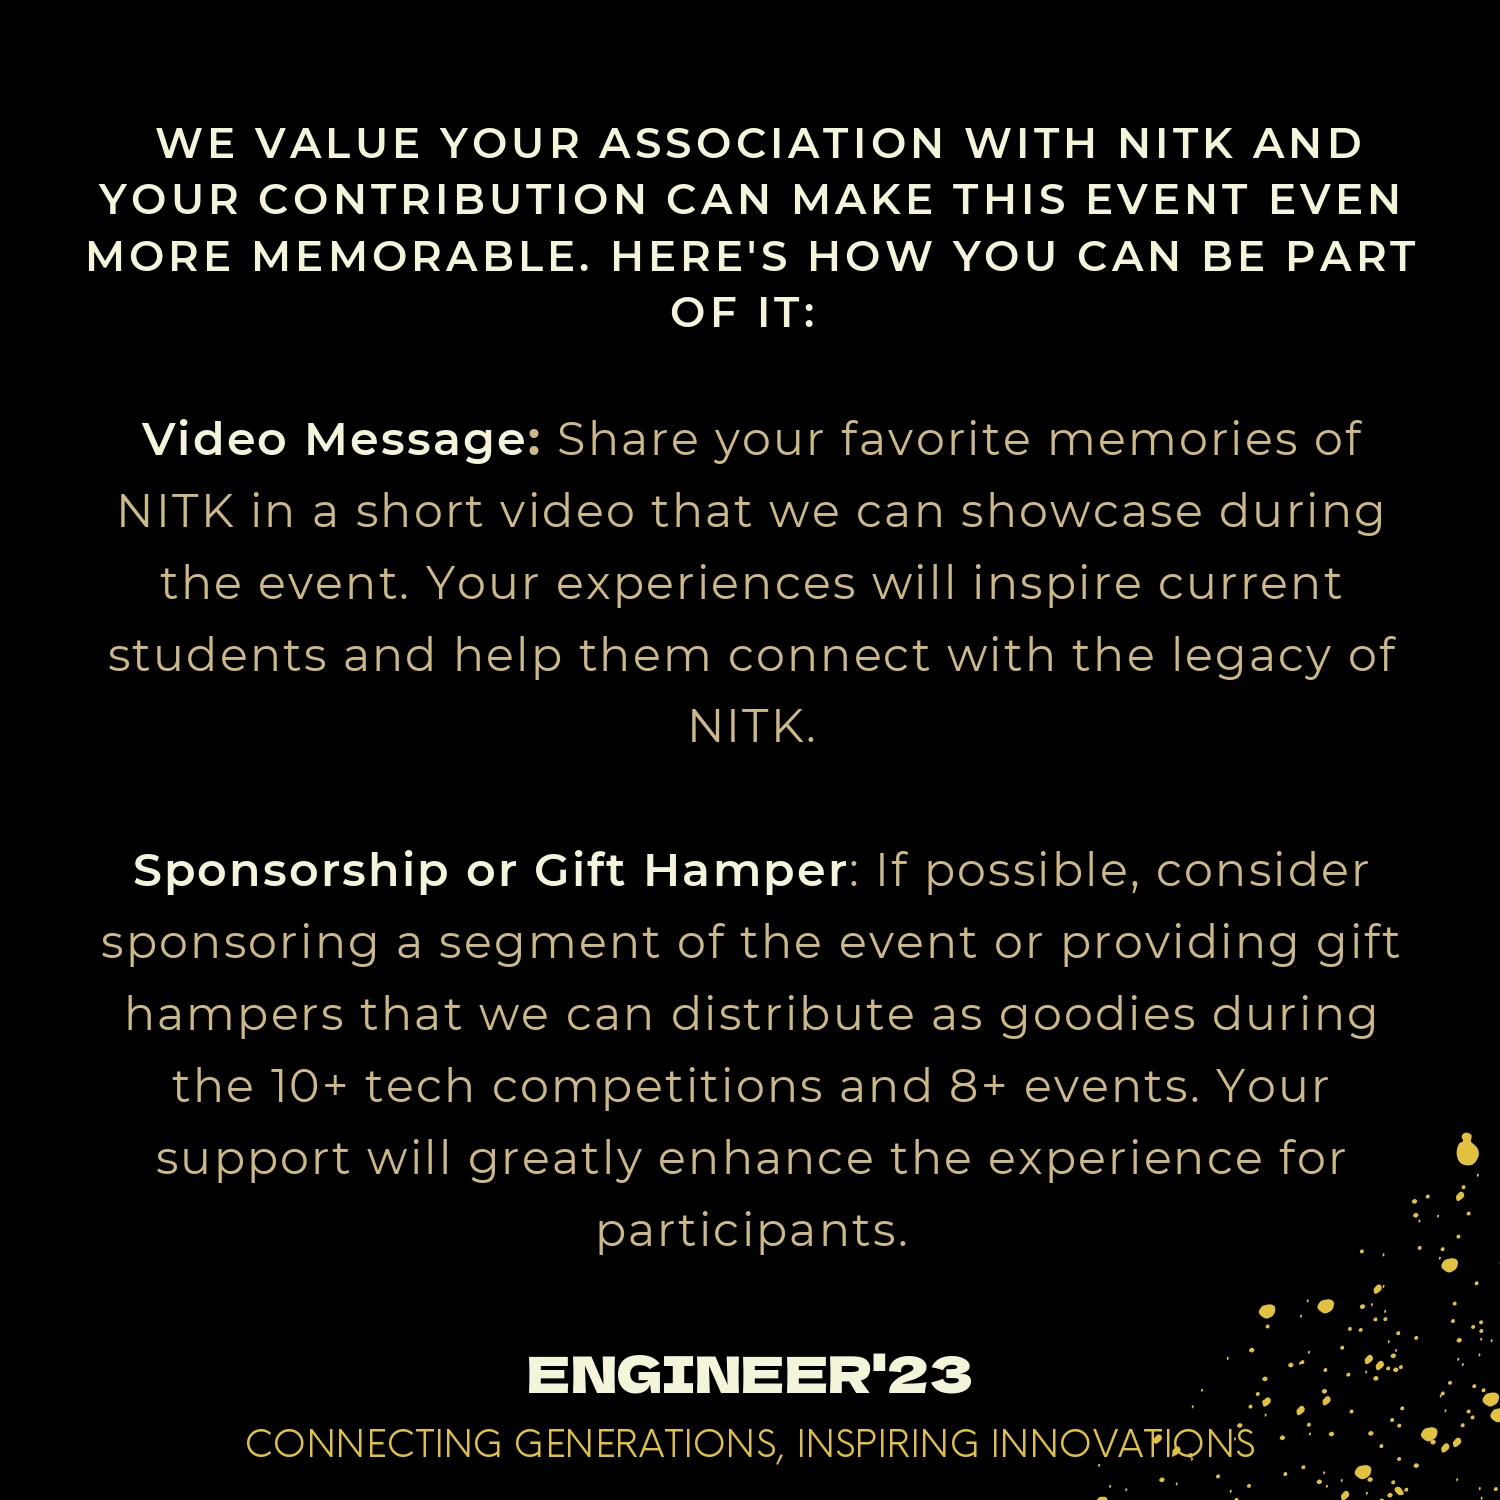 WE VALUE YOUR ASSOCIATION WITH NITK AND
YOUR CONTRIBUTION CAN MAKE THIS EVENT EVEN
MORE MEMORABLE. HERE'S HOW YOU CAN BE PART
OF IT:
Video Message: Share your favorite memories of
NITK in a short video that we can showcase during
the event. Your experiences will inspire current
students and help them connect with the legacy of
NITK.
Sponsorship or Gift Hamper: If possible, consider
sponsoring a segment of the event or providing gift
hampers that we can distribute as goodies during
the 10+ tech competitions and 8+ events. Your
support will greatly enhance the experience for
participants.
ENGINEER'23
CONNECTING GENERATIONS, INSPIRING INNOVATIONS